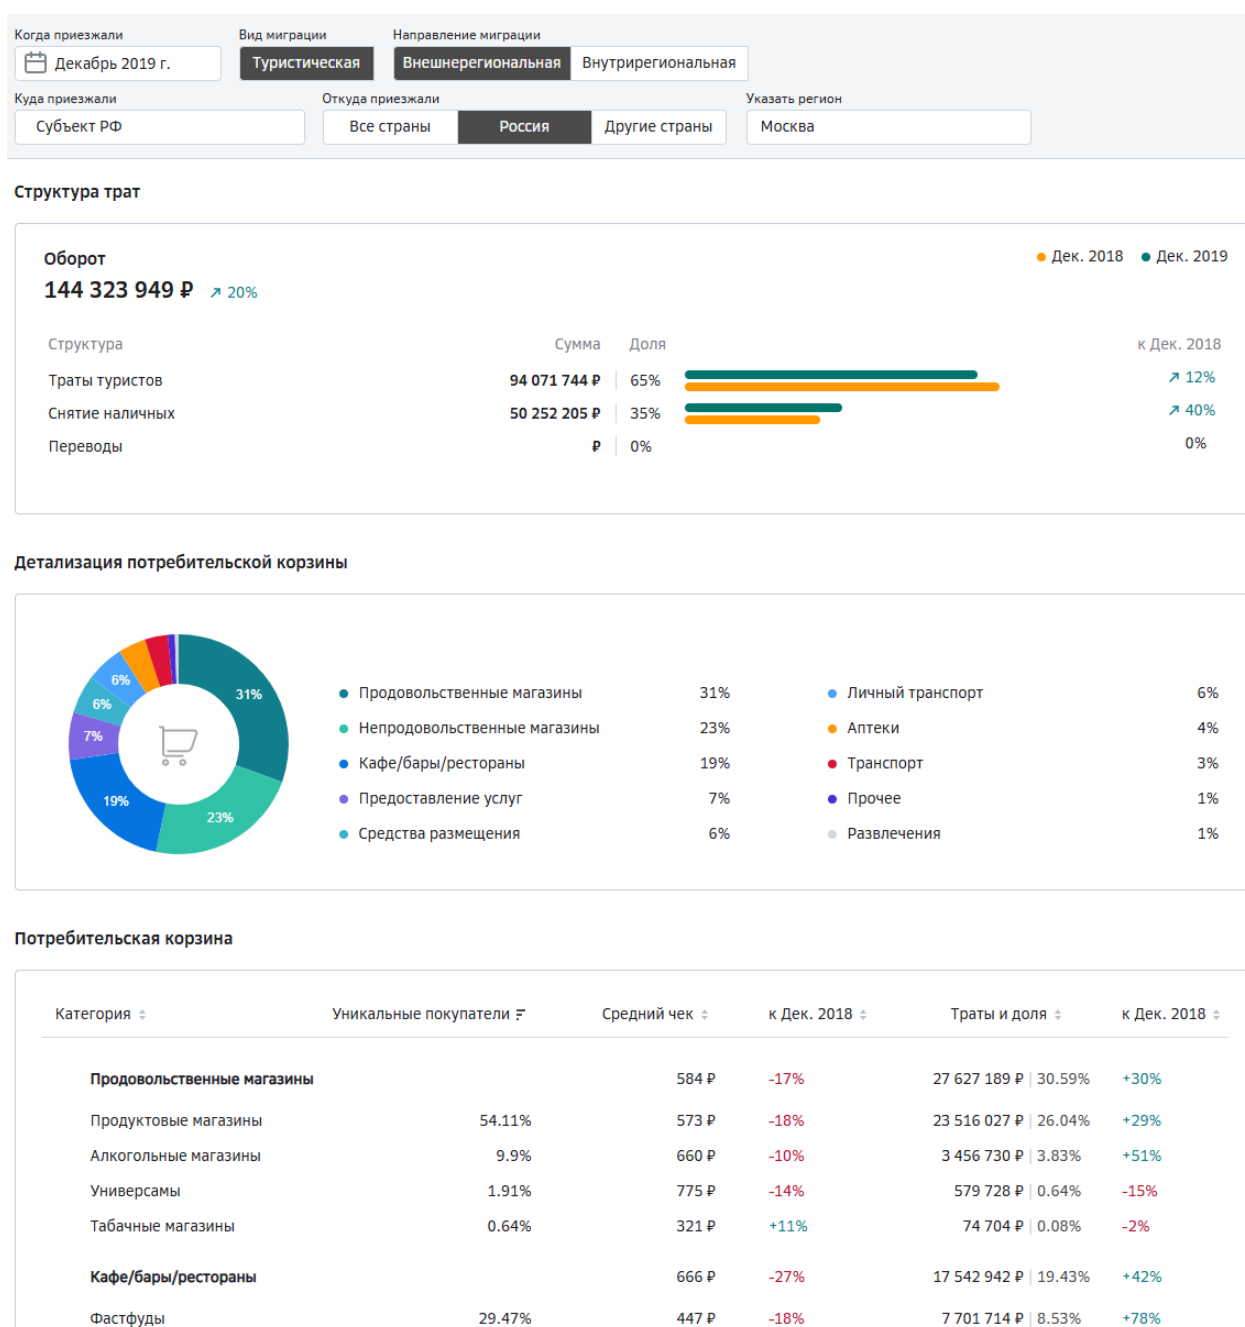 Когда приезжали Вид миграции Направление миграции
Декабрь 2019 г. Туристическая Внешнерегиональная Внутрирегиональная
Куда приезжали Откуда приезжали Указать регион
Субъект РФ Все страны Россия Другие страны Москва
Структура трат
Оборот Дек. 2018 Дек. 2019
144 323 949 ₽ ↗ 20%
Структура Сумма Доля к Дек. 2018
Траты туристов 94 071 744 ₽ 65% ↗ 12%
Снятие наличных 50 252 205 ₽ 35% ↗ 40%
Переводы ₽ 0% 0%
Детализация потребительской корзины
31%
23%
19%
7%
6%
6%
Продовольственные магазины 31% Личный транспорт 6%
Непродовольственные магазины 23% Аптеки 4%
Кафе/бары/рестораны 19% Транспорт 3%
Предоставление услуг 7% Прочее 1%
Средства размещения 6% Развлечения 1%
Потребительская корзина
Категория Уникальные покупатели Средний чек к Дек. 2018 Траты и доля к Дек. 2018
Продовольственные магазины 584 ₽ -17% 27 627 189 ₽ | 30.59% +30%
Продуктовые магазины 54.11% 573 ₽ -18% 23 516 027 ₽ | 26.04% +29%
Алкогольные магазины 9.9% 660 ₽ -10% 3 456 730 ₽ | 3.83% +51%
Универсамы 1.91% 775 ₽ -14% 579 728 ₽ | 0.64% -15%
Табачные магазины 0.64% 321 ₽ +11% 74 704 ₽ | 0.08% -2%
Кафе/бары/рестораны 666 ₽ -27% 17 542 942 ₽ | 19.43% +42%
Фастфуды 29.47% 447 ₽ -18% 7 701 714 ₽ | 8.53% +78%